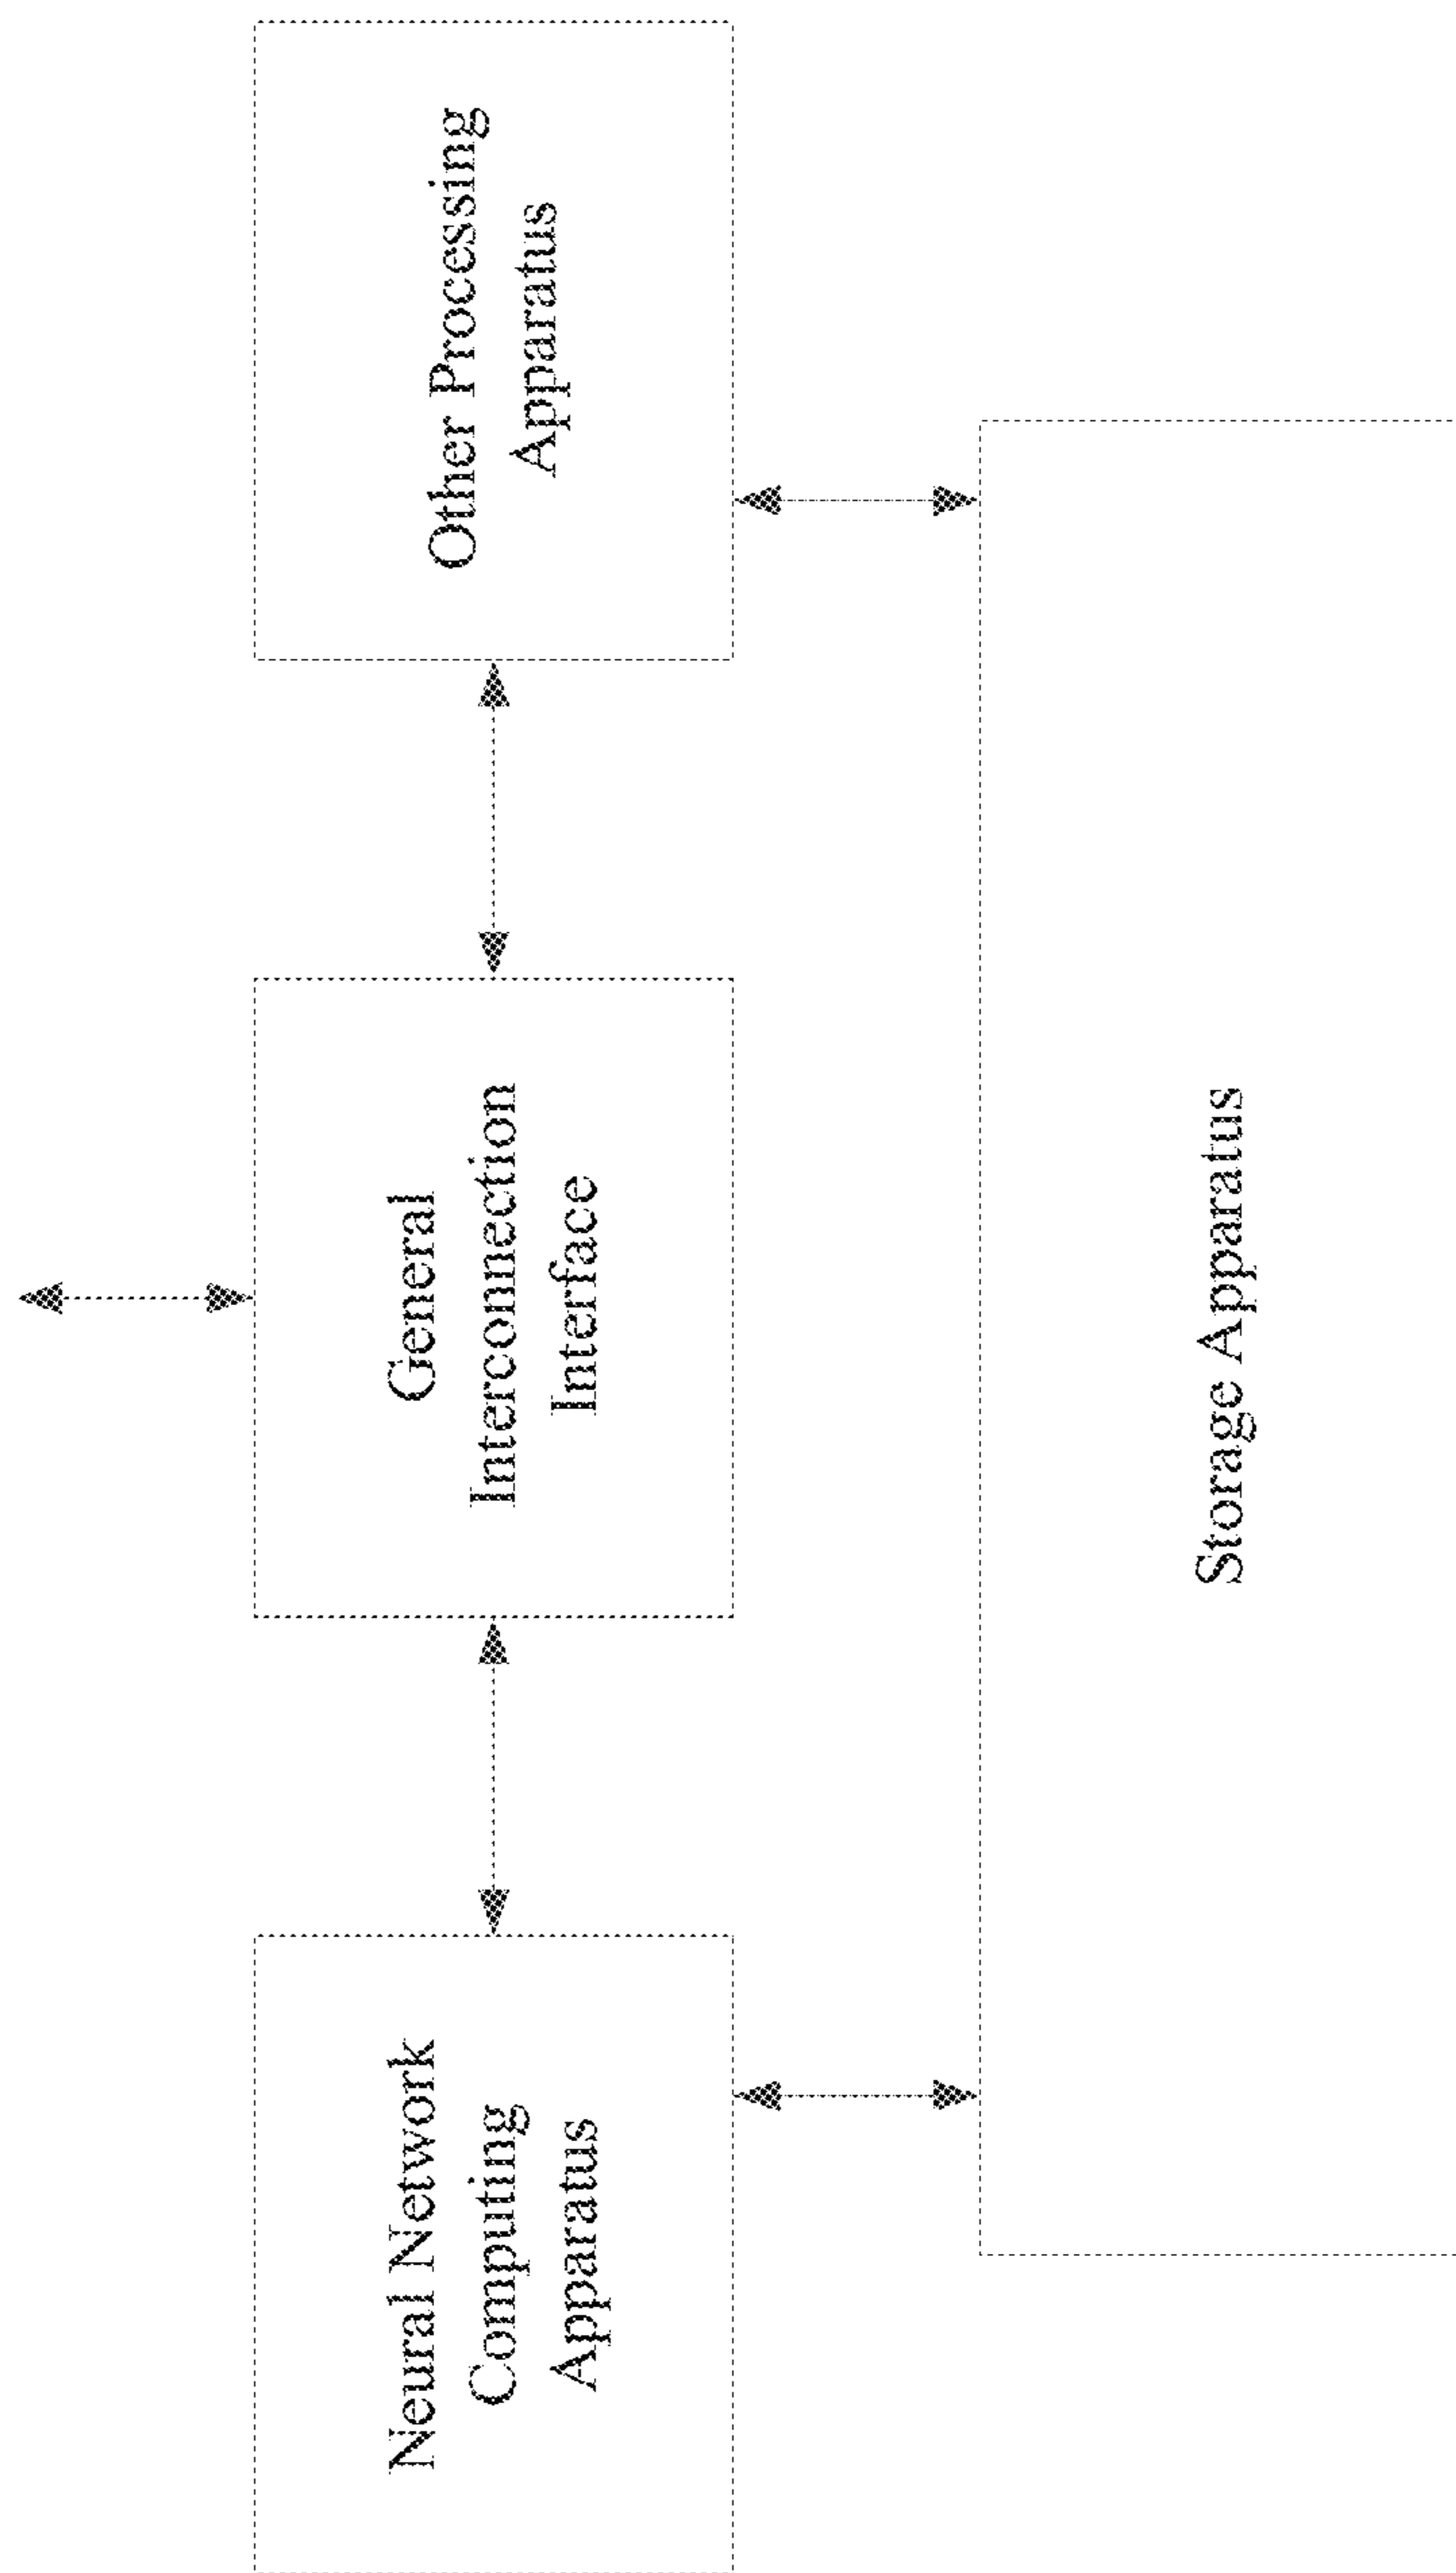 Neural Network
Computing
Apparatus
General
Interconnection
Interface
Other Processing
Apparatus
Storage Apparatus